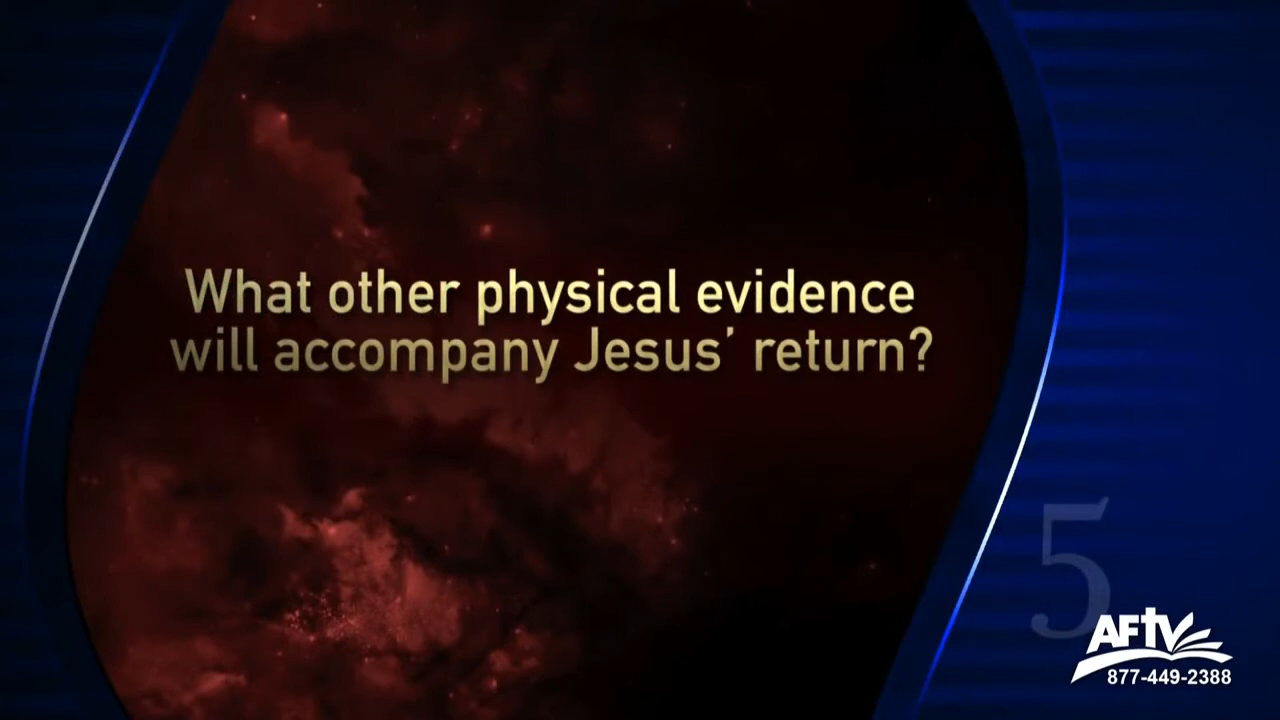 What other physical evidence
will accompany Jesus’ return?
5
AFTV
877-449-2388